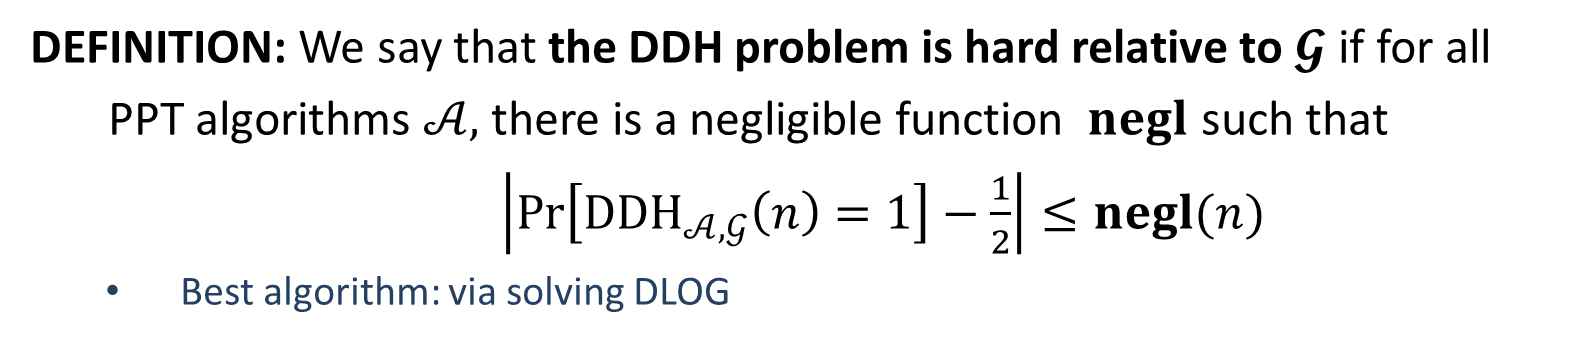 DEFINITION: We say that the DDH problem is hard relative to 𝒢 if for all
PPT algorithms 𝒜, there is a negligible function negl such that
|Pr[DDH_{𝒜,𝒢}(n) = 1] − 1/2| ≤ negl(n)
• Best algorithm: via solving DLOG